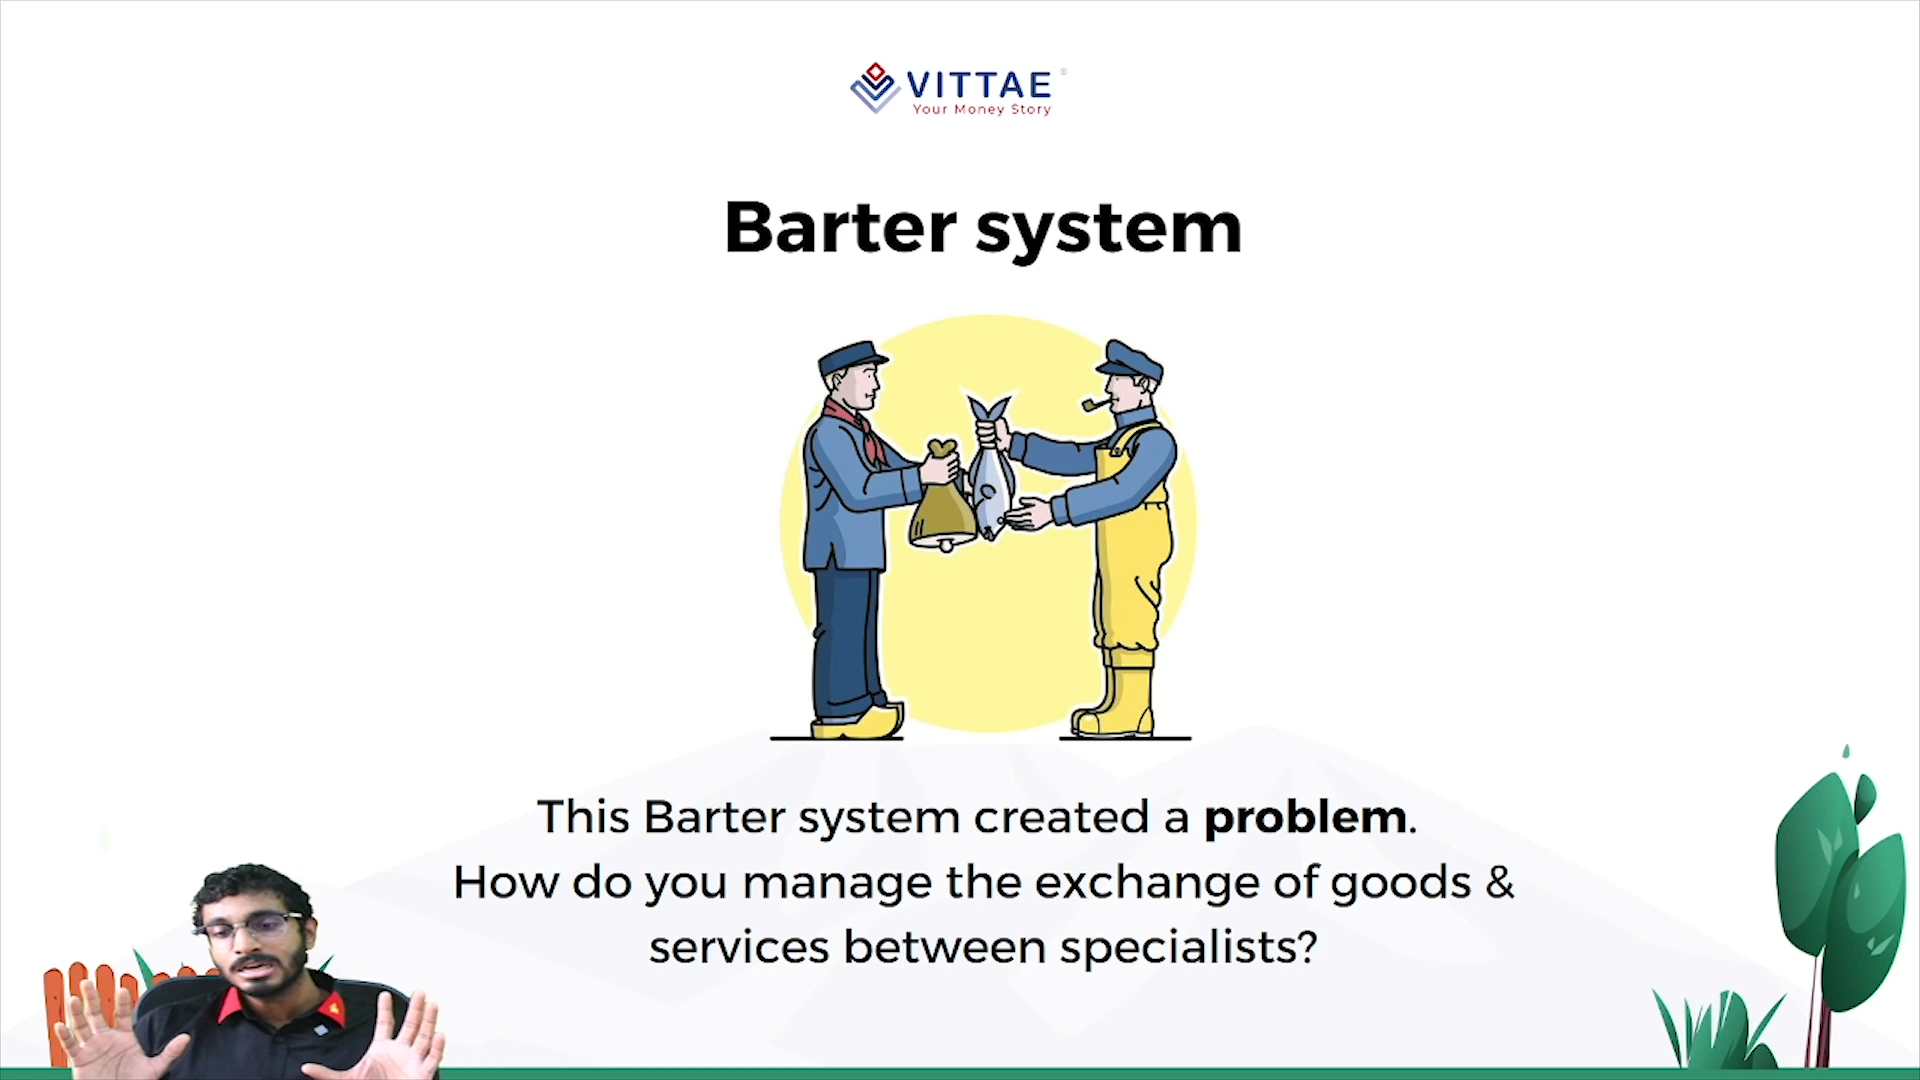 VITTAE
Your Money Story
Barter system
This Barter system created a problem.
How do you manage the exchange of goods &
services between specialists?